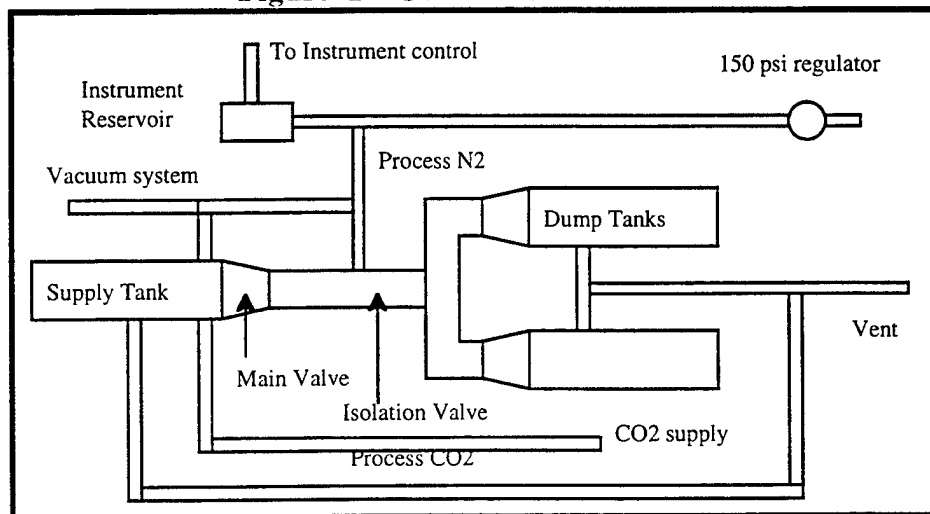 To Instrument control
150 psi regulator
Instrument
Reservoir
Process N2
Vacuum system
Dump Tanks
Supply Tank
Vent
Main Valve
Isolation Valve
CO2 supply
Process CO2